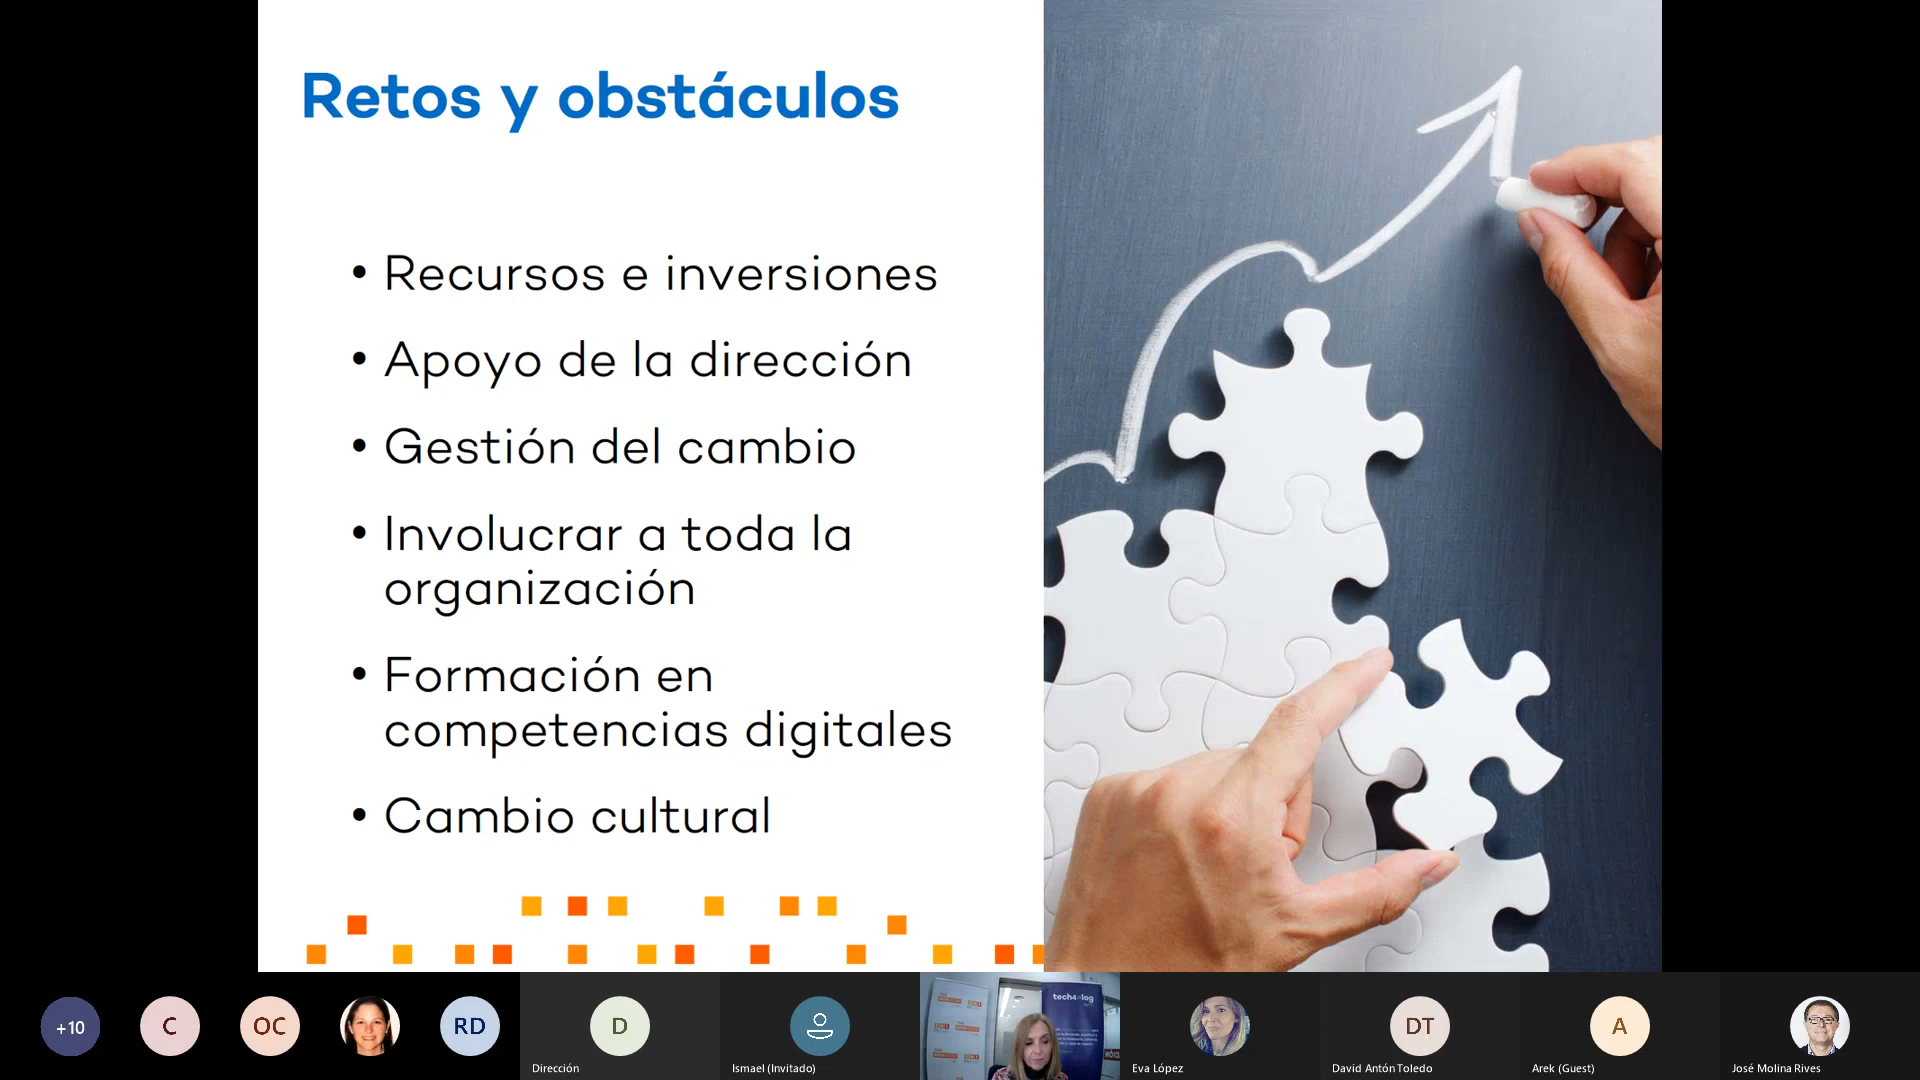 Retos y obstáculos
• Recursos e inversiones
• Apoyo de la dirección
• Gestión del cambio
• Involucrar a toda la
organización
• Formación en
competencias digitales
• Cambio cultural
+10
C
OC
RD
D
Dirección
Ismael (Invitado)
Eva López
DT
David Antón Toledo
A
Arek (Guest)
José Molina Rives